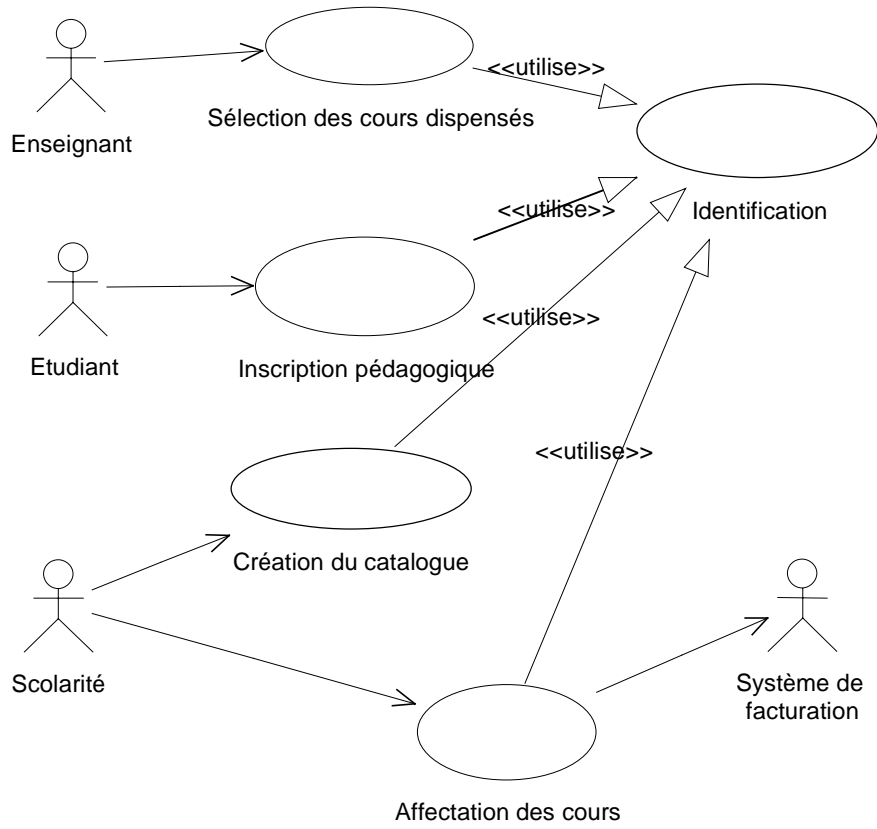 <<utilise>>
Sélection des cours dispensés
Enseignant
<<utilise>>
Identification
<<utilise>>
Etudiant
Inscription pédagogique
<<utilise>>
Création du catalogue
Scolarité
Système de
facturation
Affectation des cours